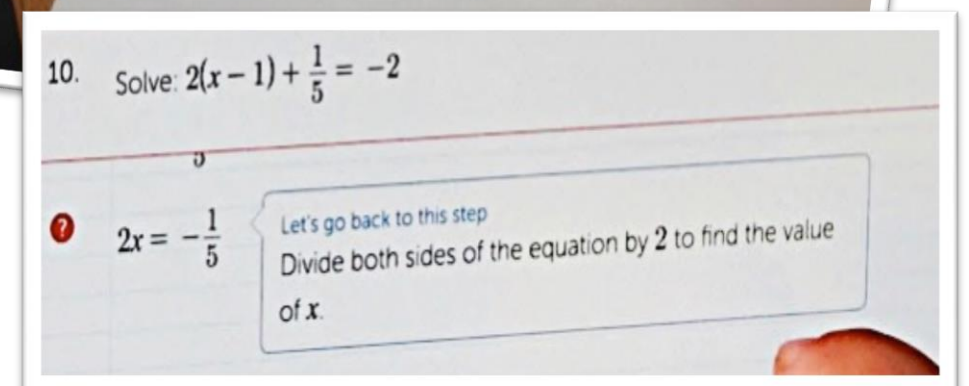 10. Solve: 2(x – 1) + 1/5 = –2
2x = –1/5
Let's go back to this step
Divide both sides of the equation by 2 to find the value
of x.